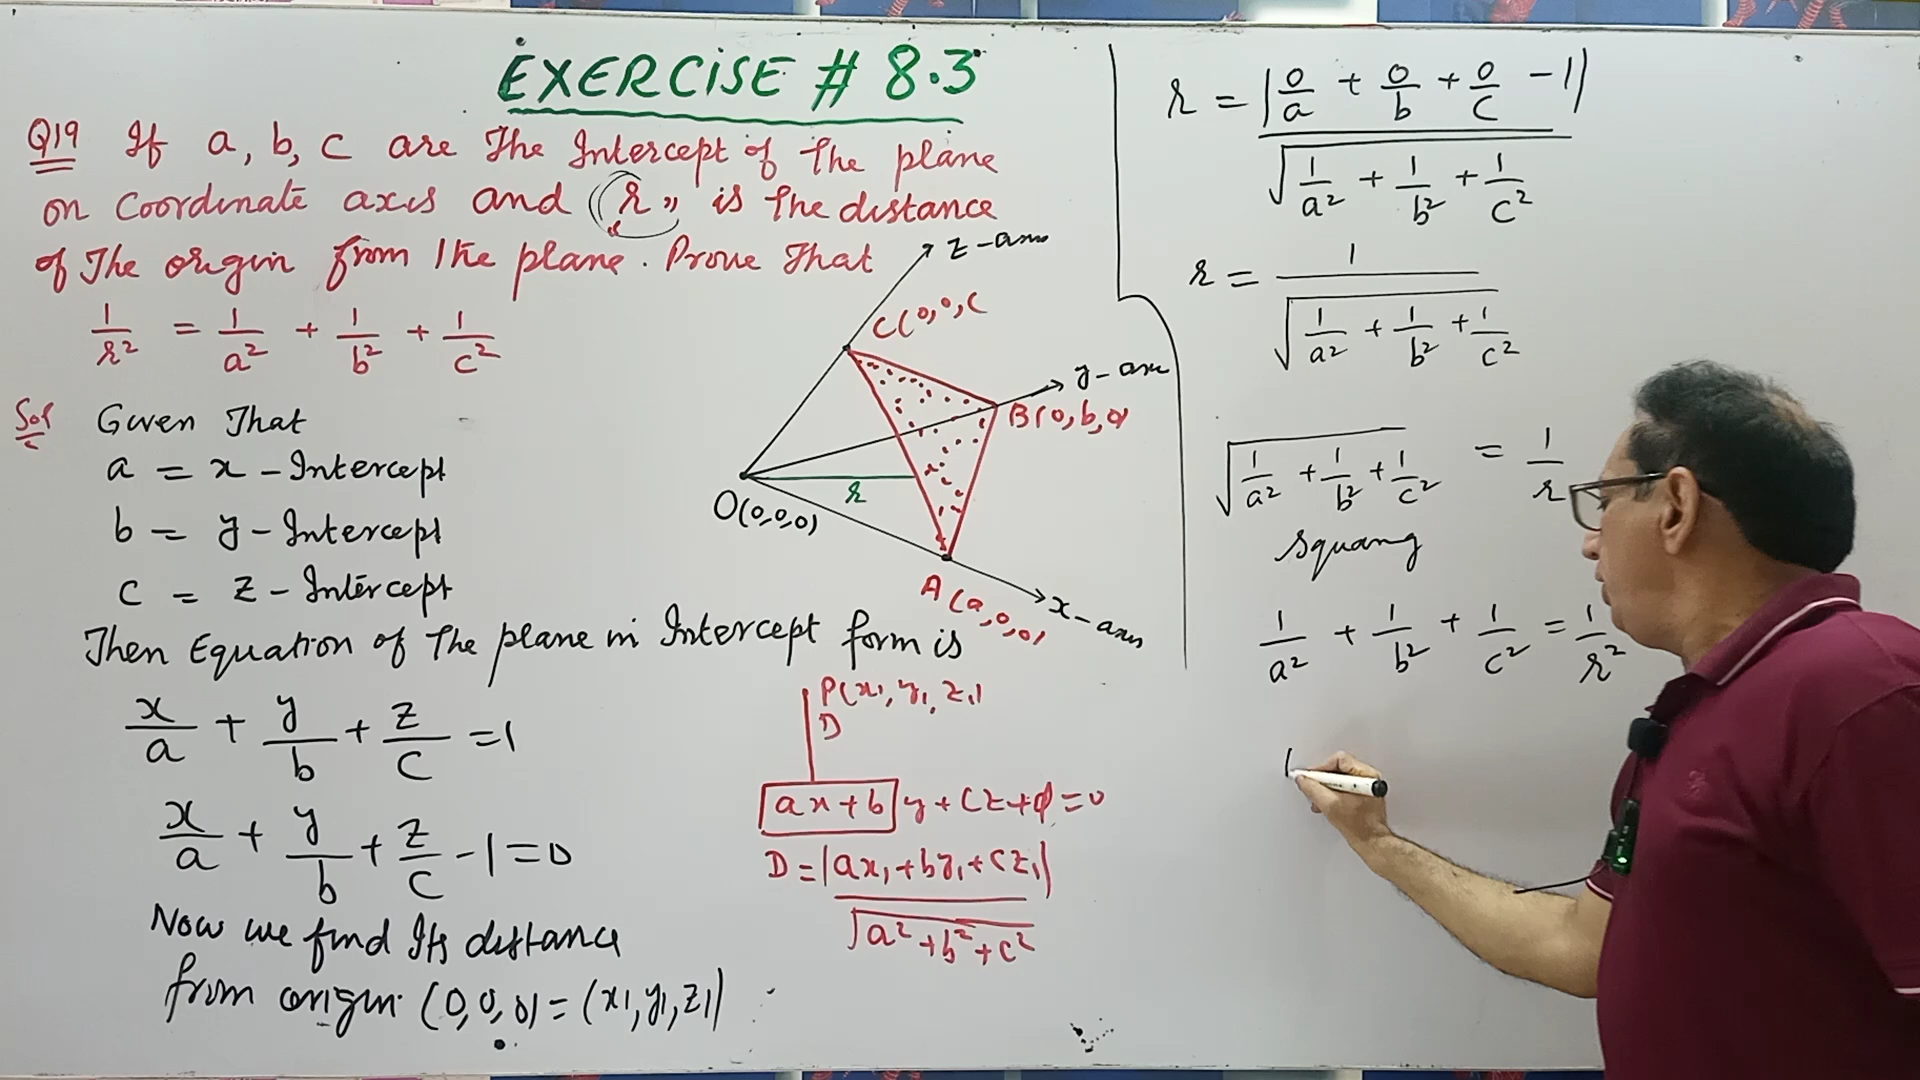 EXERCISE # 8.3
Q19 If a, b, c are The Intercept of The plane
on Coordinate axis and "r" is The distance
of The origin from The plane. Prove That
1/r² = 1/a² + 1/b² + 1/c²
Sol Given That
a = x - Intercept
b = y - Intercept
c = z - Intercept
Then Equation of The plane in Intercept form is
x/a + y/b + z/c = 1
x/a + y/b + z/c - 1 = 0
Now we find Its distance
from origin (0,0,0) = (x₁, y₁, z₁)
z-axis
C(0,0,C
y-axis
B(0,b,0)
O(0,0,0)
r
A(a,0,0)
x-axis
P(x₁, y₁, z₁)
D
ax+by+cz+d=0
D = |ax₁+by₁+cz₁| / √a²+b²+c²
r = |0/a + 0/b + 0/c - 1| / √1/a² + 1/b² + 1/c²
r = 1 / √1/a² + 1/b² + 1/c²
√1/a² + 1/b² + 1/c² = 1/r
squaring
1/a² + 1/b² + 1/c² = 1/r²